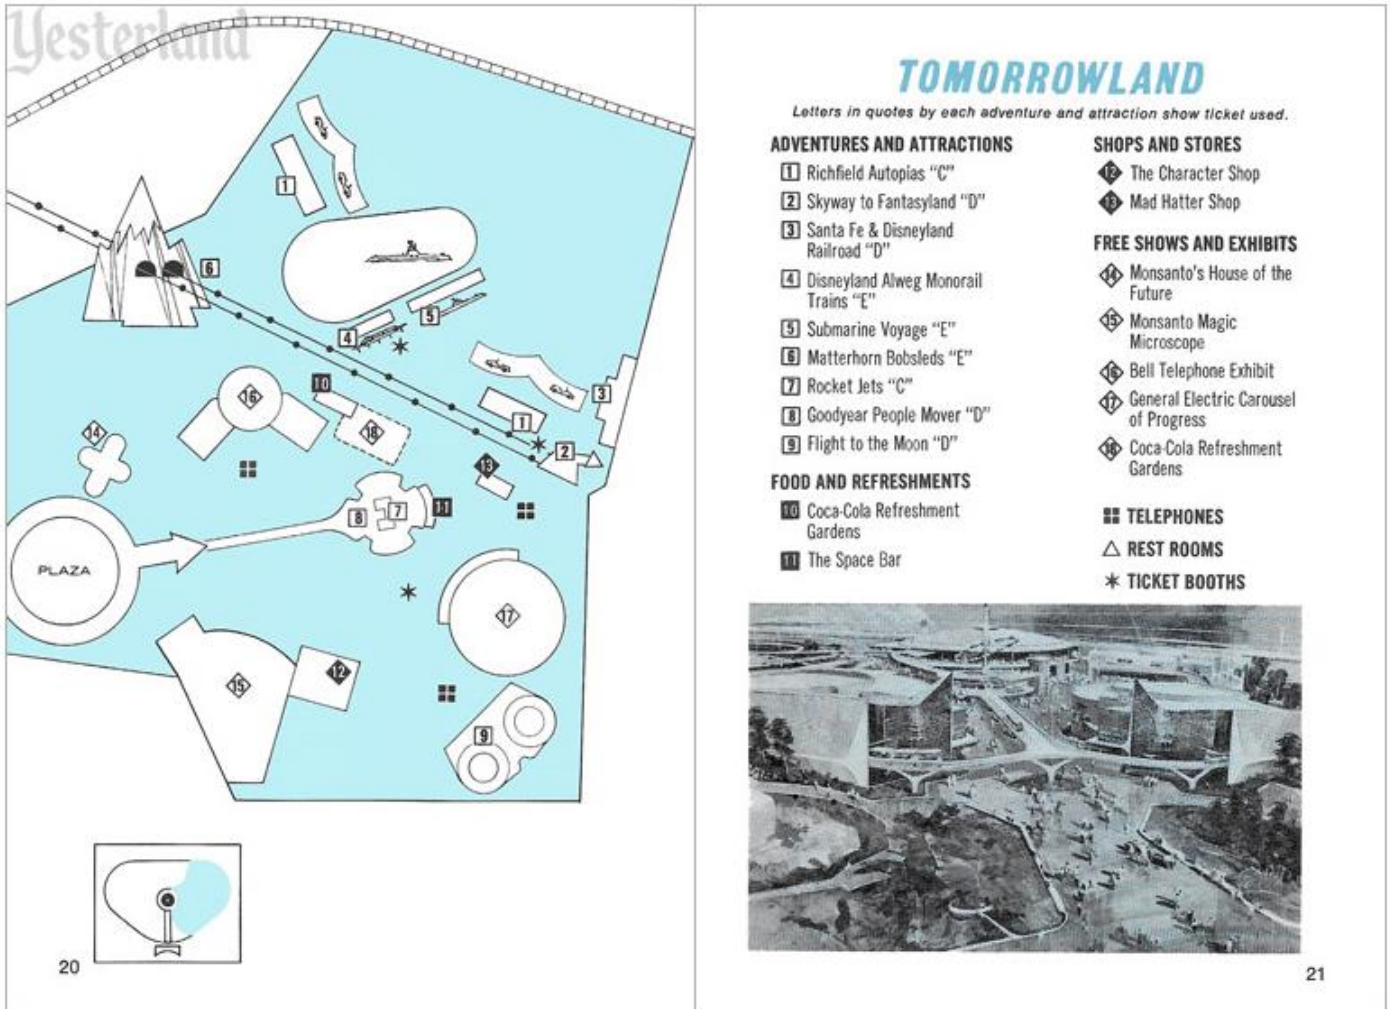 Yesterland
1
6
5
4
10
3
16
1
18
14
2
13
7
11
8
PLAZA
17
12
15
9
20
TOMORROWLAND
Letters in quotes by each adventure and attraction show ticket used.
ADVENTURES AND ATTRACTIONS
1 Richfield Autopias “C”
2 Skyway to Fantasyland “D”
3 Santa Fe & Disneyland
Railroad “D”
4 Disneyland Alweg Monorail
Trains “E”
5 Submarine Voyage “E”
6 Matterhorn Bobsleds “E”
7 Rocket Jets “C”
8 Goodyear People Mover “D”
9 Flight to the Moon “D”
FOOD AND REFRESHMENTS
10 Coca-Cola Refreshment
Gardens
11 The Space Bar
SHOPS AND STORES
12 The Character Shop
13 Mad Hatter Shop
FREE SHOWS AND EXHIBITS
14 Monsanto's House of the
Future
15 Monsanto Magic
Microscope
16 Bell Telephone Exhibit
17 General Electric Carousel
of Progress
18 Coca-Cola Refreshment
Gardens
TELEPHONES
REST ROOMS
TICKET BOOTHS
21